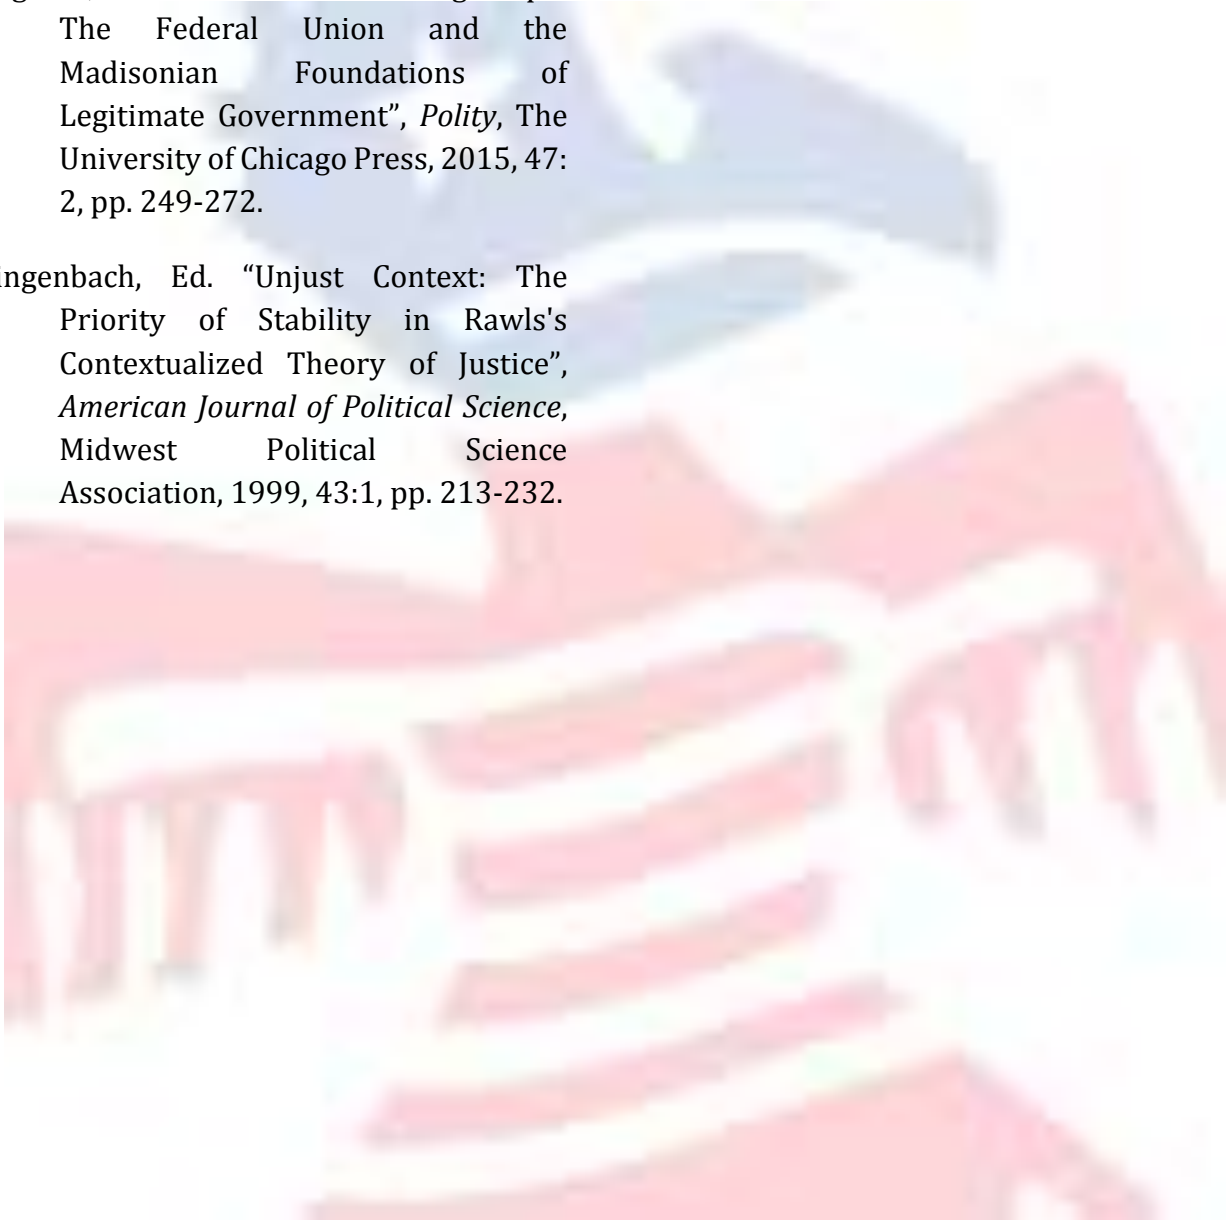 The Federal Union and the
Madisonian Foundations of
Legitimate Government”, Polity, The
University of Chicago Press, 2015, 47:
2, pp. 249-272.
ingenbach, Ed. “Unjust Context: The
Priority of Stability in Rawls's
Contextualized Theory of Justice”,
American Journal of Political Science,
Midwest Political Science
Association, 1999, 43:1, pp. 213-232.